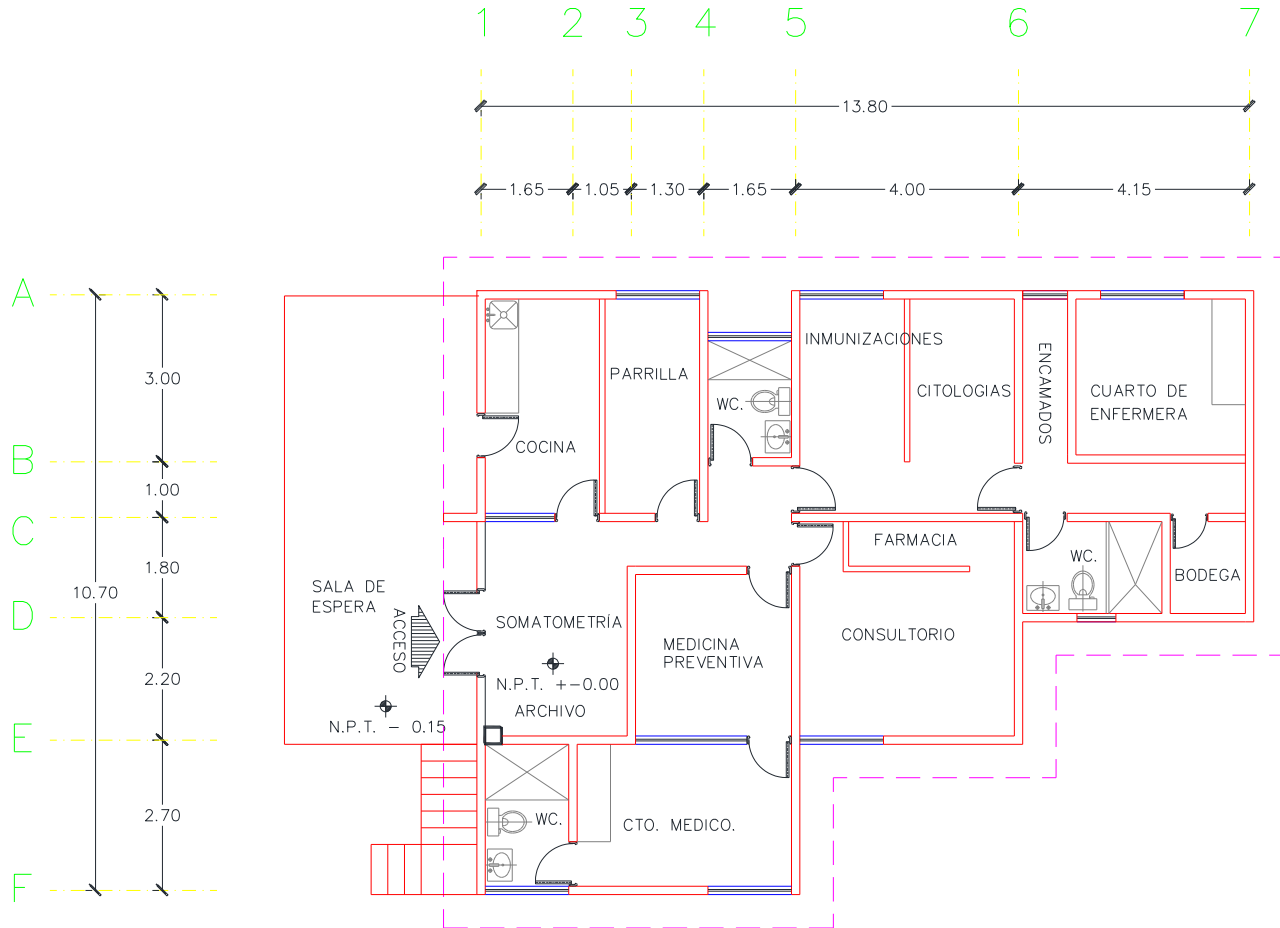 1 2 3 4 5 6 7
13.80
1.65 1.05 1.30 1.65 4.00 4.15
A
B
C
D
E
F
3.00
1.00
1.80
2.20
2.70
10.70
INMUNIZACIONES
PARRILLA
WC.
CITOLOGIAS
ENCAMADOS
CUARTO DE
ENFERMERA
COCINA
FARMACIA
WC.
BODEGA
SALA DE
ESPERA
ACCESO
SOMATOMETRÍA
MEDICINA
PREVENTIVA
CONSULTORIO
N.P.T. +-0.00
ARCHIVO
N.P.T. - 0.15
WC.
CTO. MEDICO.